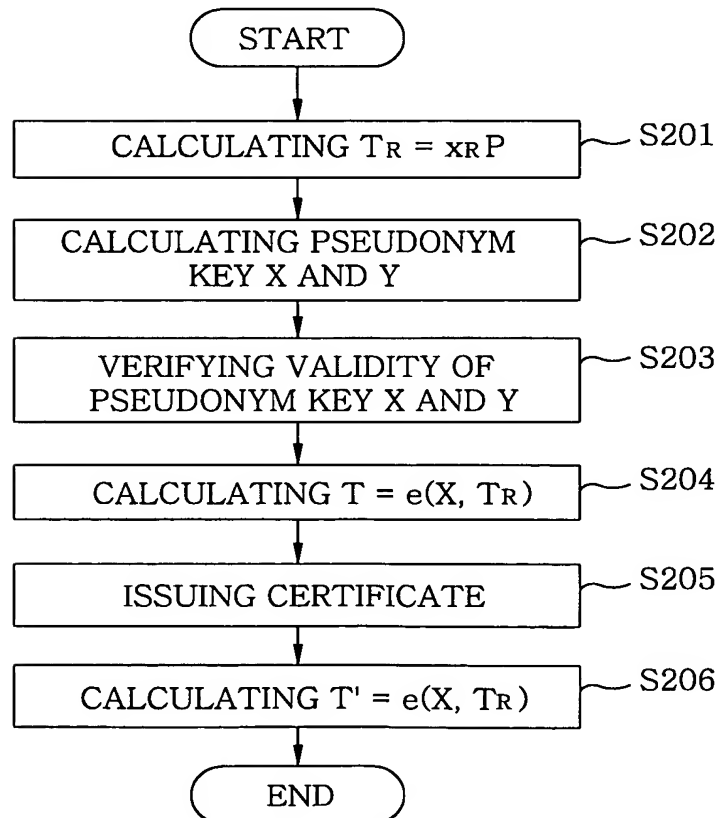 START
CALCULATING TR = xRP
S201
CALCULATING PSEUDONYM
KEY X AND Y
S202
VERIFYING VALIDITY OF
PSEUDONYM KEY X AND Y
S203
CALCULATING T = e(X, TR)
S204
ISSUING CERTIFICATE
S205
CALCULATING T' = e(X, TR)
S206
END